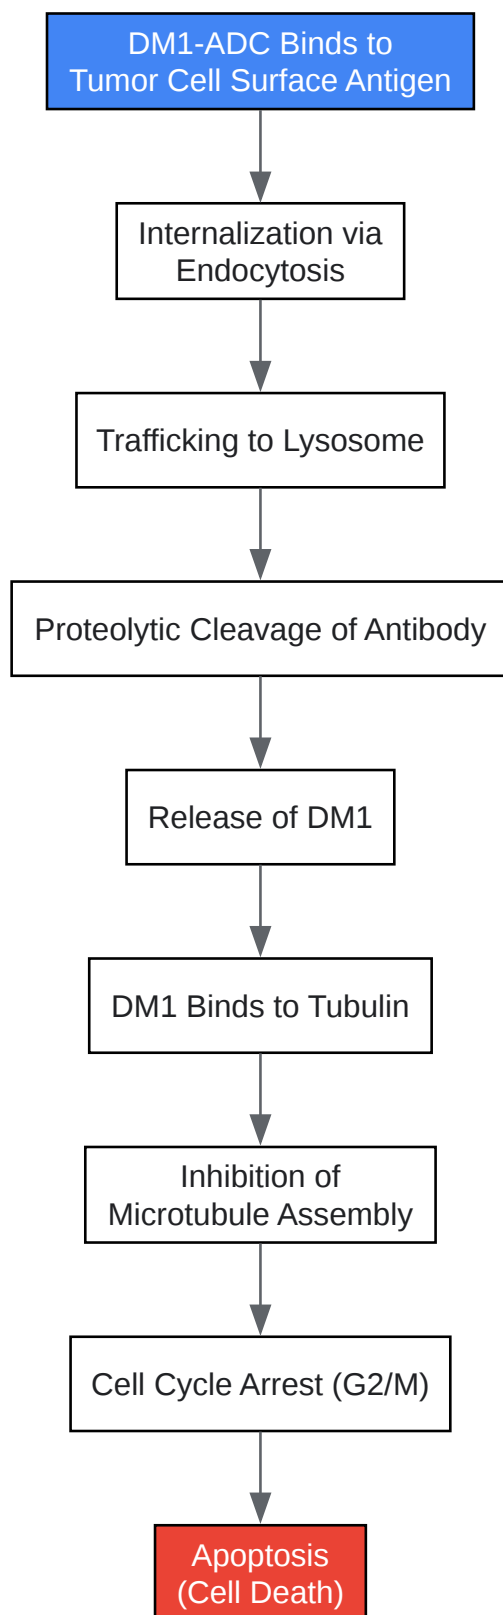 DM1-ADC Binds to
Tumor Cell Surface Antigen
Internalization via
Endocytosis
Trafficking to Lysosome
Proteolytic Cleavage of Antibody
Release of DM1
DM1 Binds to Tubulin
Inhibition of
Microtubule Assembly
Cell Cycle Arrest (G2/M)
Apoptosis
(Cell Death)